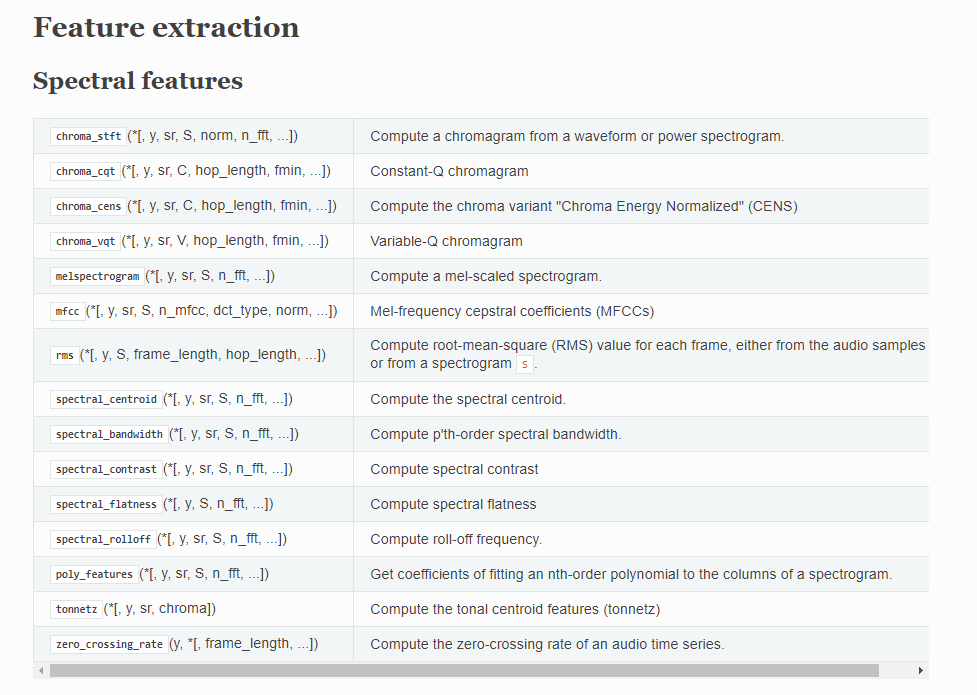 Feature extraction
Spectral features
chroma_stft(*[, y, sr, S, norm, n_fft, ...]) Compute a chromagram from a waveform or power spectrogram.
chroma_cqt(*[, y, sr, C, hop_length, fmin, ...]) Constant-Q chromagram
chroma_cens(*[, y, sr, C, hop_length, fmin, ...]) Compute the chroma variant "Chroma Energy Normalized" (CENS)
chroma_vqt(*[, y, sr, V, hop_length, fmin, ...]) Variable-Q chromagram
melspectrogram(*[, y, sr, S, n_fft, ...]) Compute a mel-scaled spectrogram.
mfcc(*[, y, sr, S, n_mfcc, dct_type, norm, ...]) Mel-frequency cepstral coefficients (MFCCs)
rms(*[, y, S, frame_length, hop_length, ...]) Compute root-mean-square (RMS) value for each frame, either from the audio samples
or from a spectrogram S.
spectral_centroid(*[, y, sr, S, n_fft, ...]) Compute the spectral centroid.
spectral_bandwidth(*[, y, sr, S, n_fft, ...]) Compute p'th-order spectral bandwidth.
spectral_contrast(*[, y, sr, S, n_fft, ...]) Compute spectral contrast
spectral_flatness(*[, y, S, n_fft, ...]) Compute spectral flatness
spectral_rolloff(*[, y, sr, S, n_fft, ...]) Compute roll-off frequency.
poly_features(*[, y, sr, S, n_fft, ...]) Get coefficients of fitting an nth-order polynomial to the columns of a spectrogram.
tonnetz(*[, y, sr, chroma]) Compute the tonal centroid features (tonnetz)
zero_crossing_rate(y, *[, frame_length, ...]) Compute the zero-crossing rate of an audio time series.